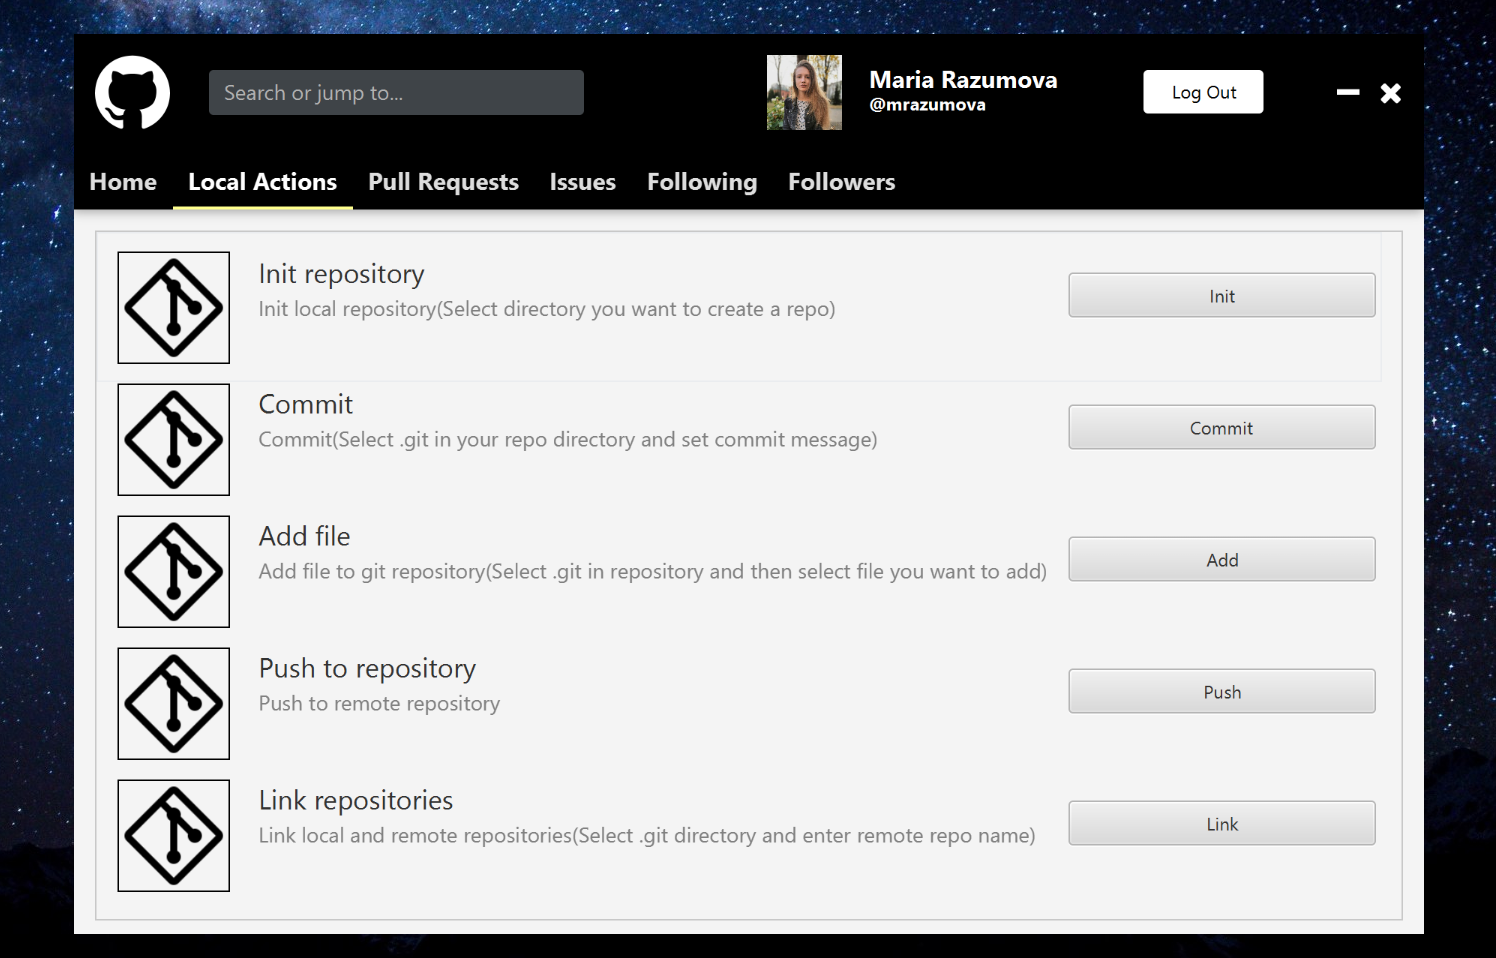 Search or jump to...
Maria Razumova
@mrazumova
Log Out
Home Local Actions Pull Requests Issues Following Followers
Init repository
Init local repository(Select directory you want to create a repo)
Init
Commit
Commit(Select .git in your repo directory and set commit message)
Commit
Add file
Add file to git repository(Select .git in repository and then select file you want to add)
Add
Push to repository
Push to remote repository
Push
Link repositories
Link local and remote repositories(Select .git directory and enter remote repo name)
Link